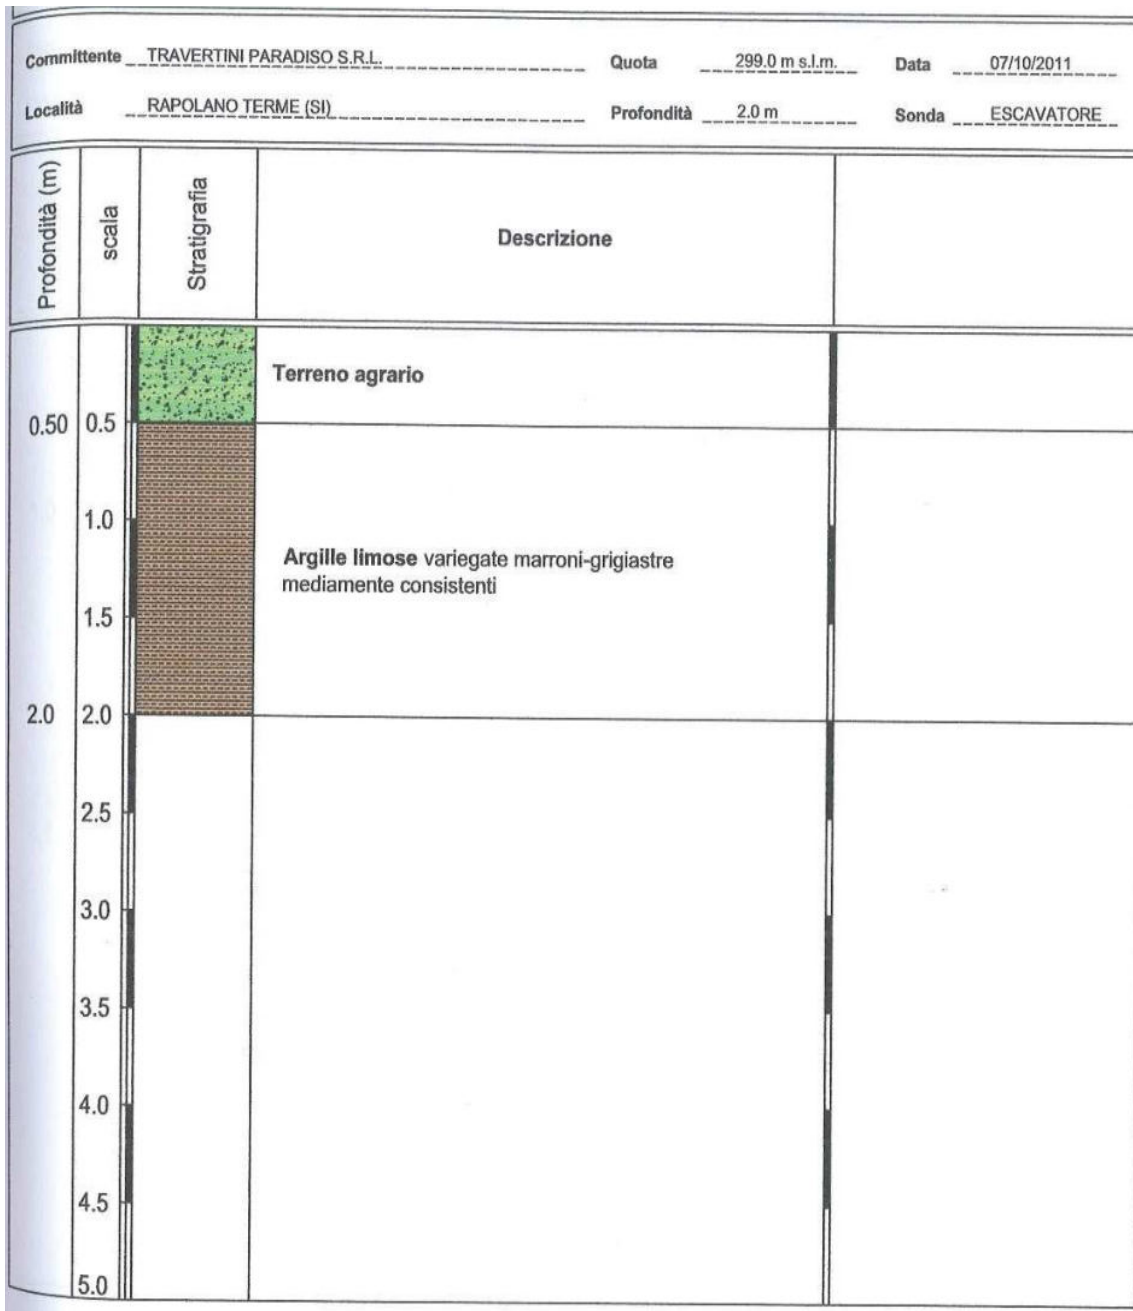 Committente TRAVERTINI PARADISO S.R.L. Quota 299.0 m s.l.m. Data 07/10/2011
Località RAPOLANO TERME (SI) Profondità 2.0 m Sonda ESCAVATORE
Profondità (m) scala Stratigrafia Descrizione
Terreno agrario
0.50 0.5
1.0
Argille limose variegate marroni-grigiastre
mediamente consistenti
1.5
2.0 2.0
2.5
3.0
3.5
4.0
4.5
5.0